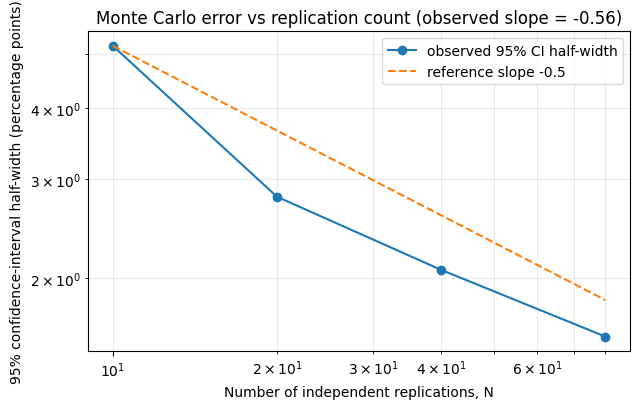 Monte Carlo error vs replication count (observed slope = -0.56)
95% confidence-interval half-width (percentage points)
observed 95% CI half-width
reference slope -0.5
4 × 10⁰
3 × 10⁰
2 × 10⁰
10¹
2 × 10¹
3 × 10¹
4 × 10¹
6 × 10¹
Number of independent replications, N